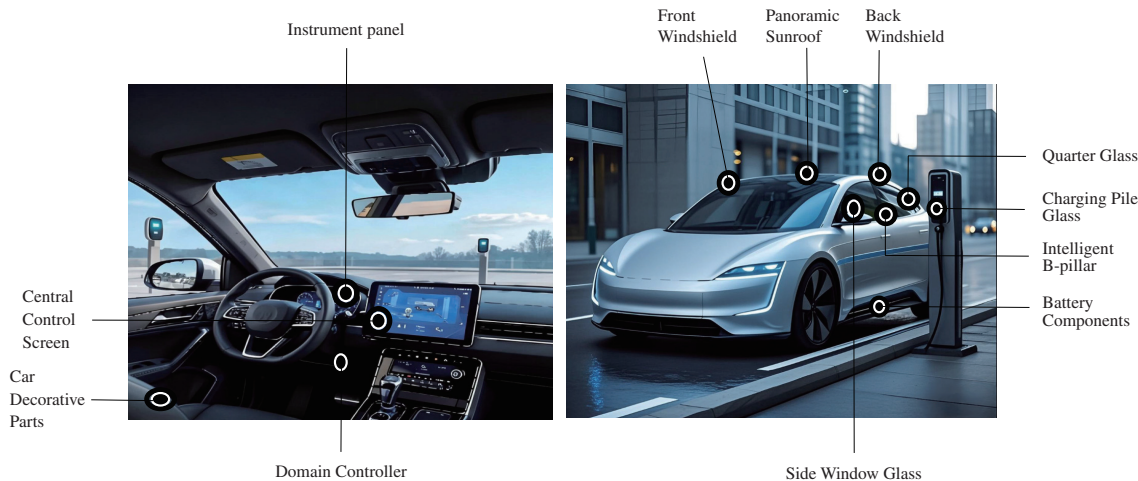 Instrument panel
Central
Control
Screen
Car
Decorative
Parts
Domain Controller
Front
Windshield
Panoramic
Sunroof
Back
Windshield
Quarter Glass
Charging Pile
Glass
Intelligent
B-pillar
Battery
Components
Side Window Glass